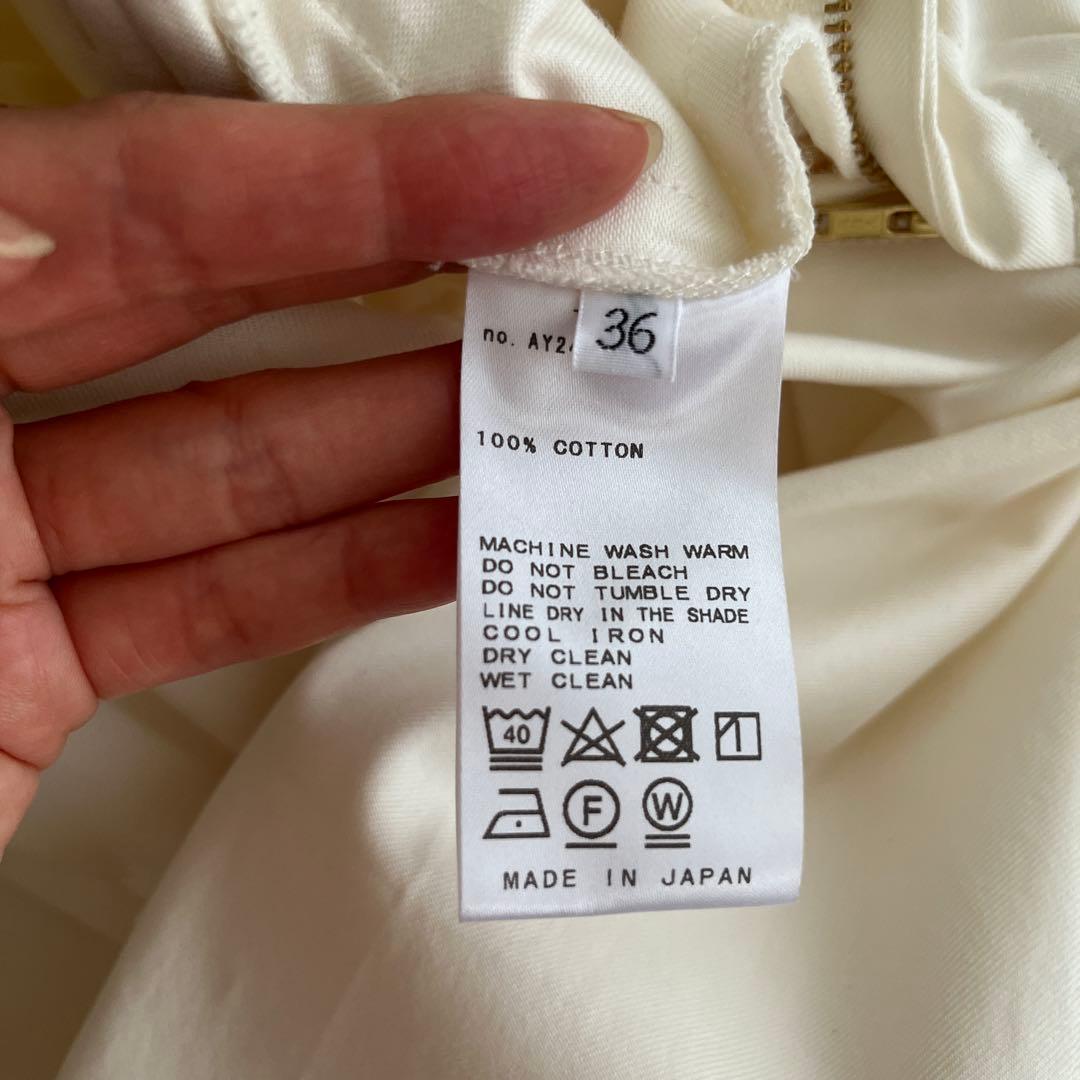 36
no. AY2
100% COTTON
MACHINE WASH WARM
DO NOT BLEACH
DO NOT TUMBLE DRY
LINE DRY IN THE SHADE
COOL IRON
DRY CLEAN
WET CLEAN
40
F W
MADE IN JAPAN